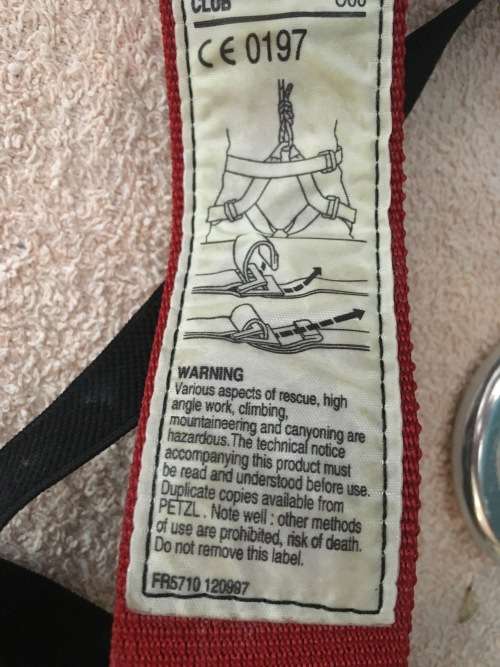 CLUB
CE 0197
WARNING
Various aspects of rescue, high
angle work, climbing,
mountaineering and canyoning are
hazardous.The technical notice
accompanying this product must
be read and understood before use.
Duplicate copies available from
PETZL . Note well : other methods
of use are prohibited, risk of death.
Do not remove this label.
FR5710 120997